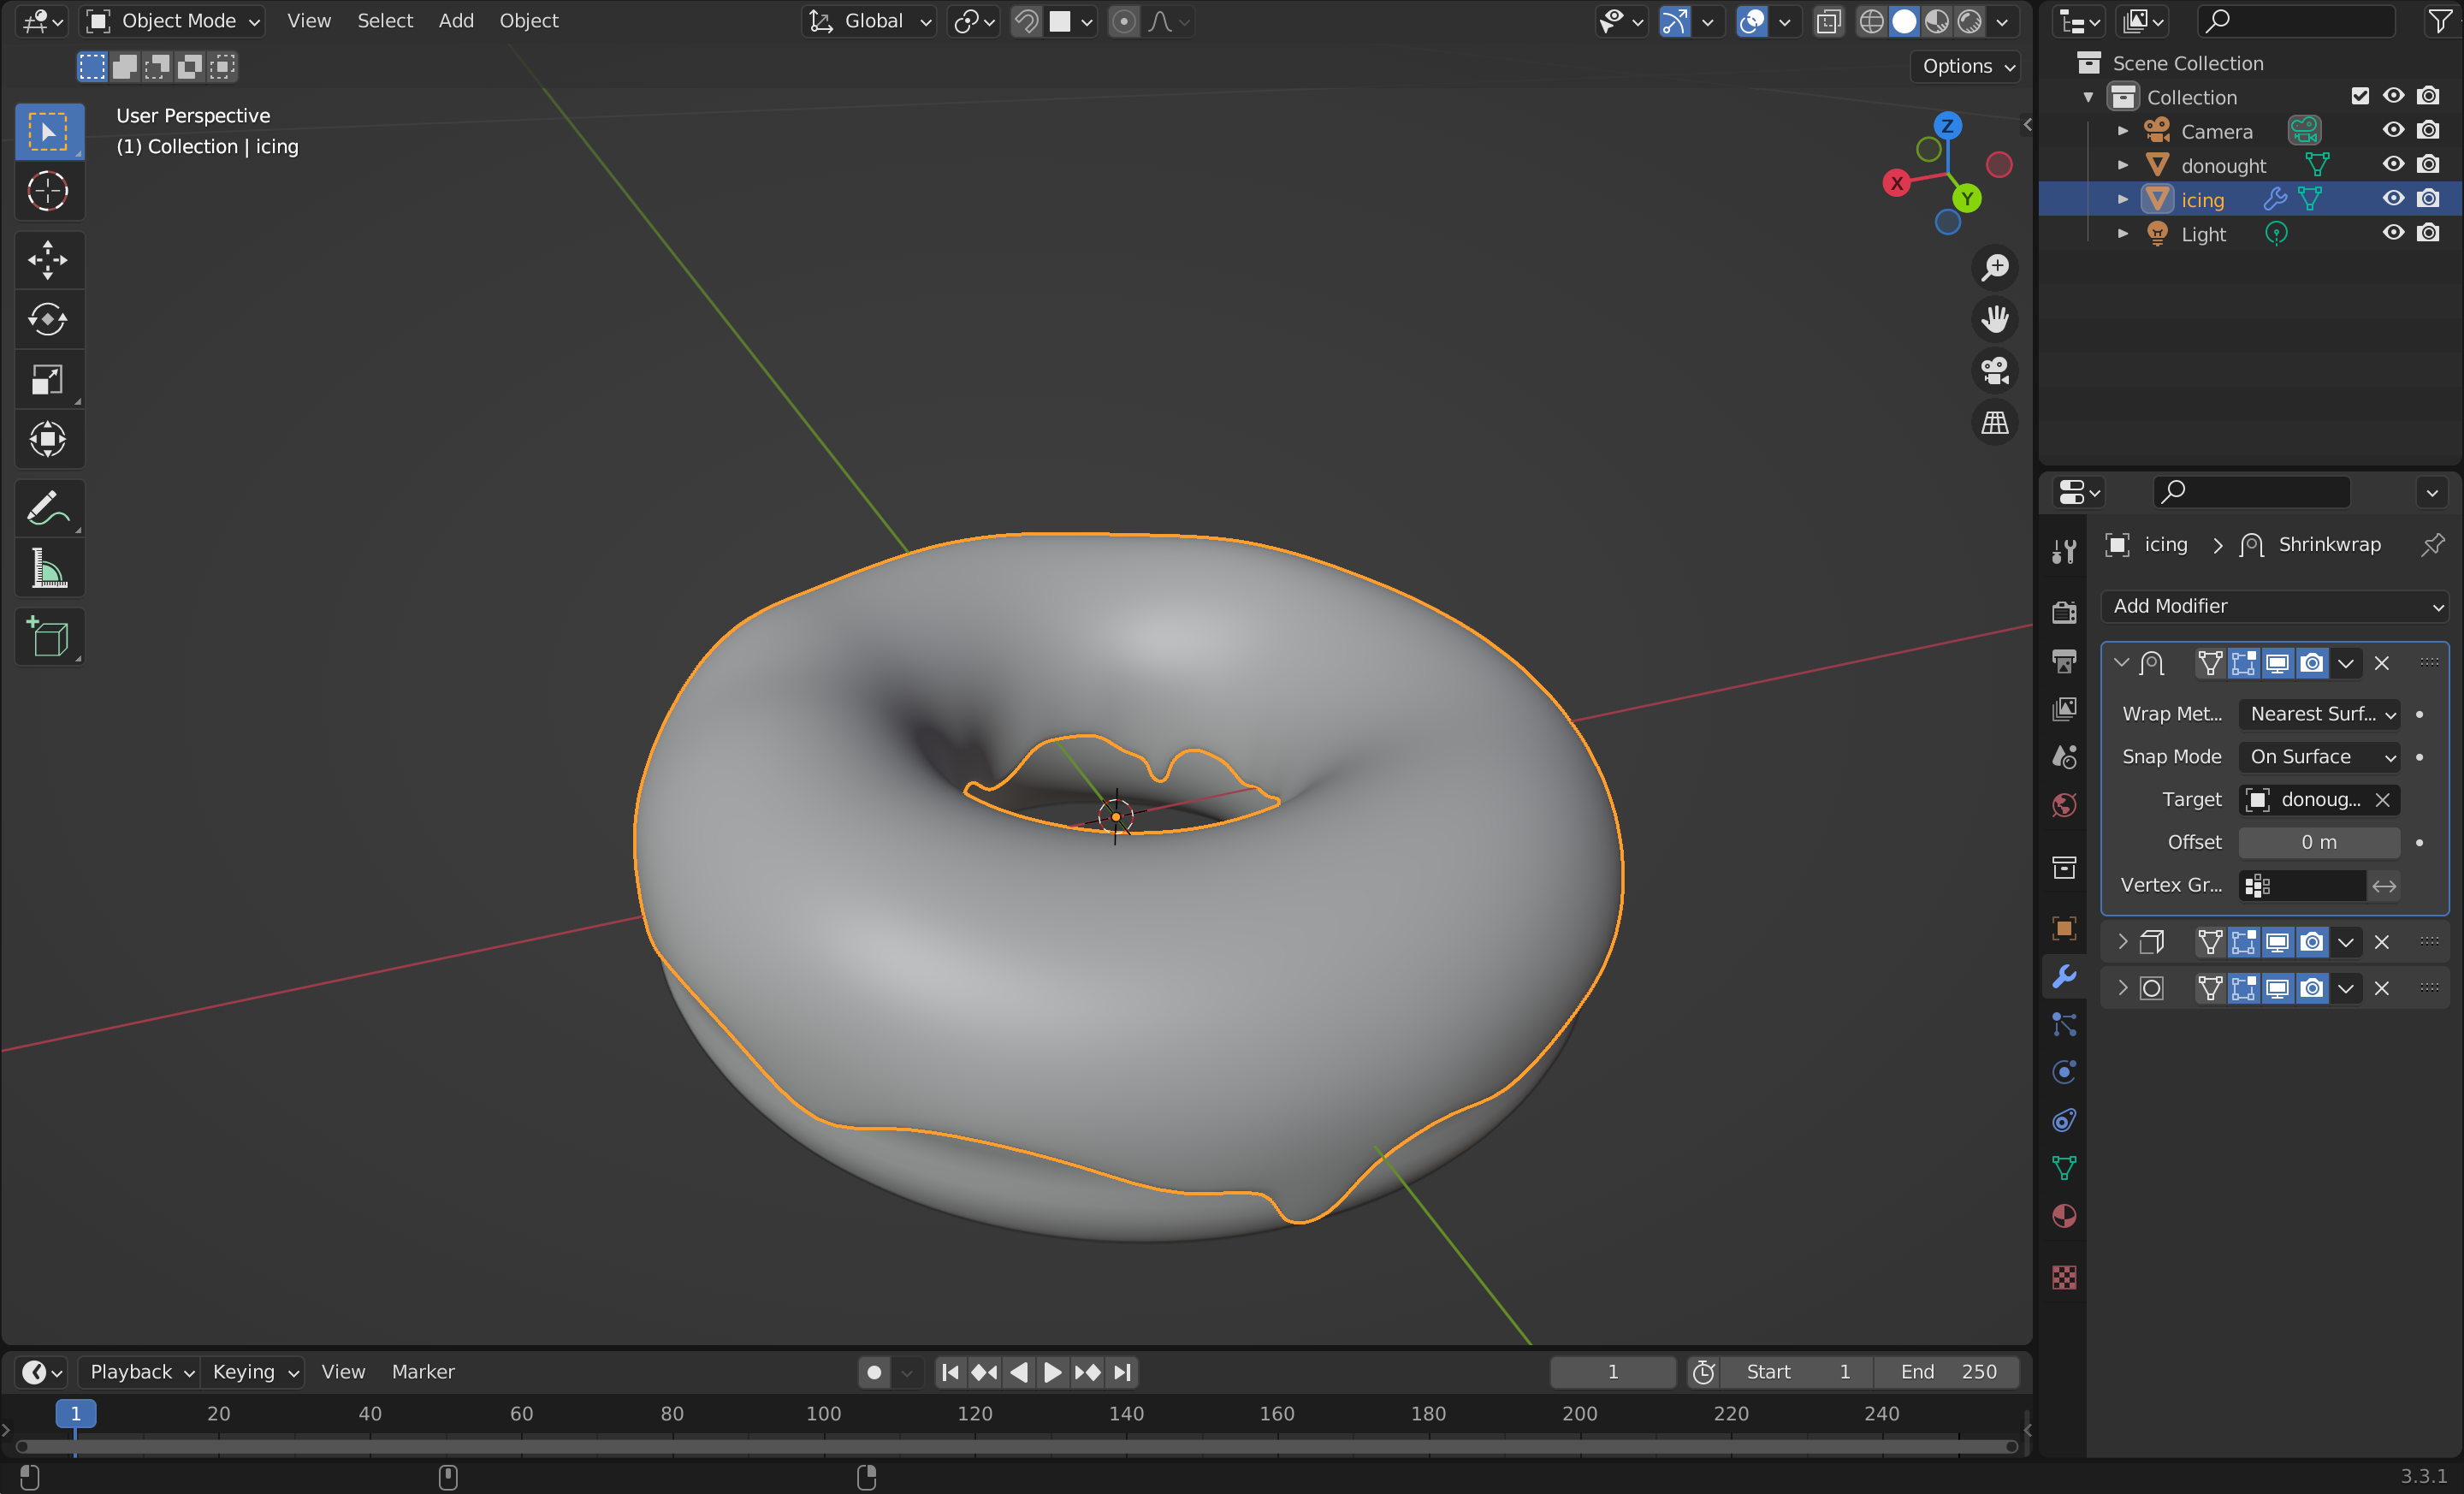 Object Mode View Select Add Object Global
Options
User Perspective
(1) Collection | icing
Z
X
Y
Scene Collection
Collection
Camera
donought
icing
Light
icing > Shrinkwrap
Add Modifier
Wrap Met... Nearest Surf...
Snap Mode On Surface
Target donoug...
Offset 0 m
Vertex Gr...
Playback Keying View Marker 1 Start 1 End 250
1 20 40 60 80 100 120 140 160 180 200 220 240
3.3.1